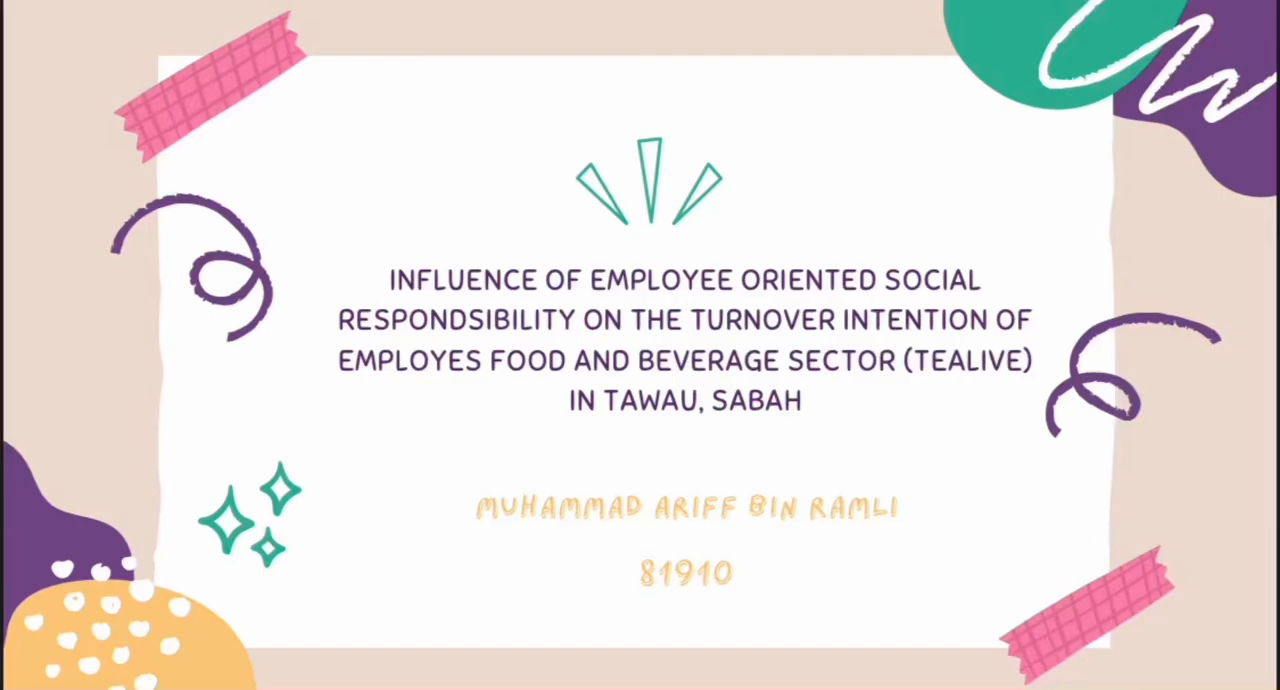 INFLUENCE OF EMPLOYEE ORIENTED SOCIAL
RESPONDSIBILITY ON THE TURNOVER INTENTION OF
EMPLOYES FOOD AND BEVERAGE SECTOR (TEALIVE)
IN TAWAU, SABAH
MUHAMMAD ARIFF BIN RAMLI
81910